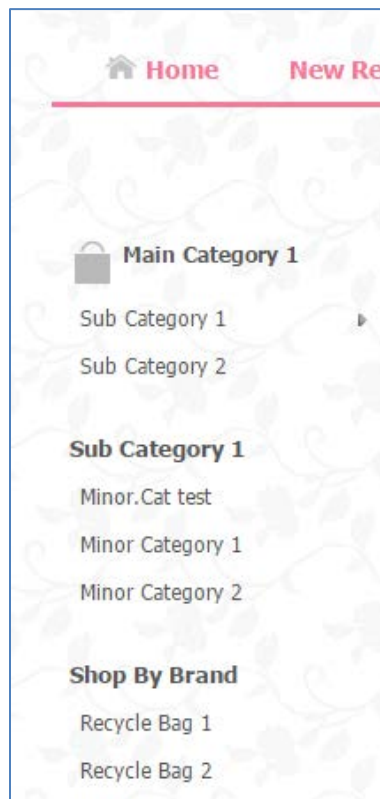 Home New Re
Main Category 1
Sub Category 1
Sub Category 2
Sub Category 1
Minor.Cat test
Minor Category 1
Minor Category 2
Shop By Brand
Recycle Bag 1
Recycle Bag 2